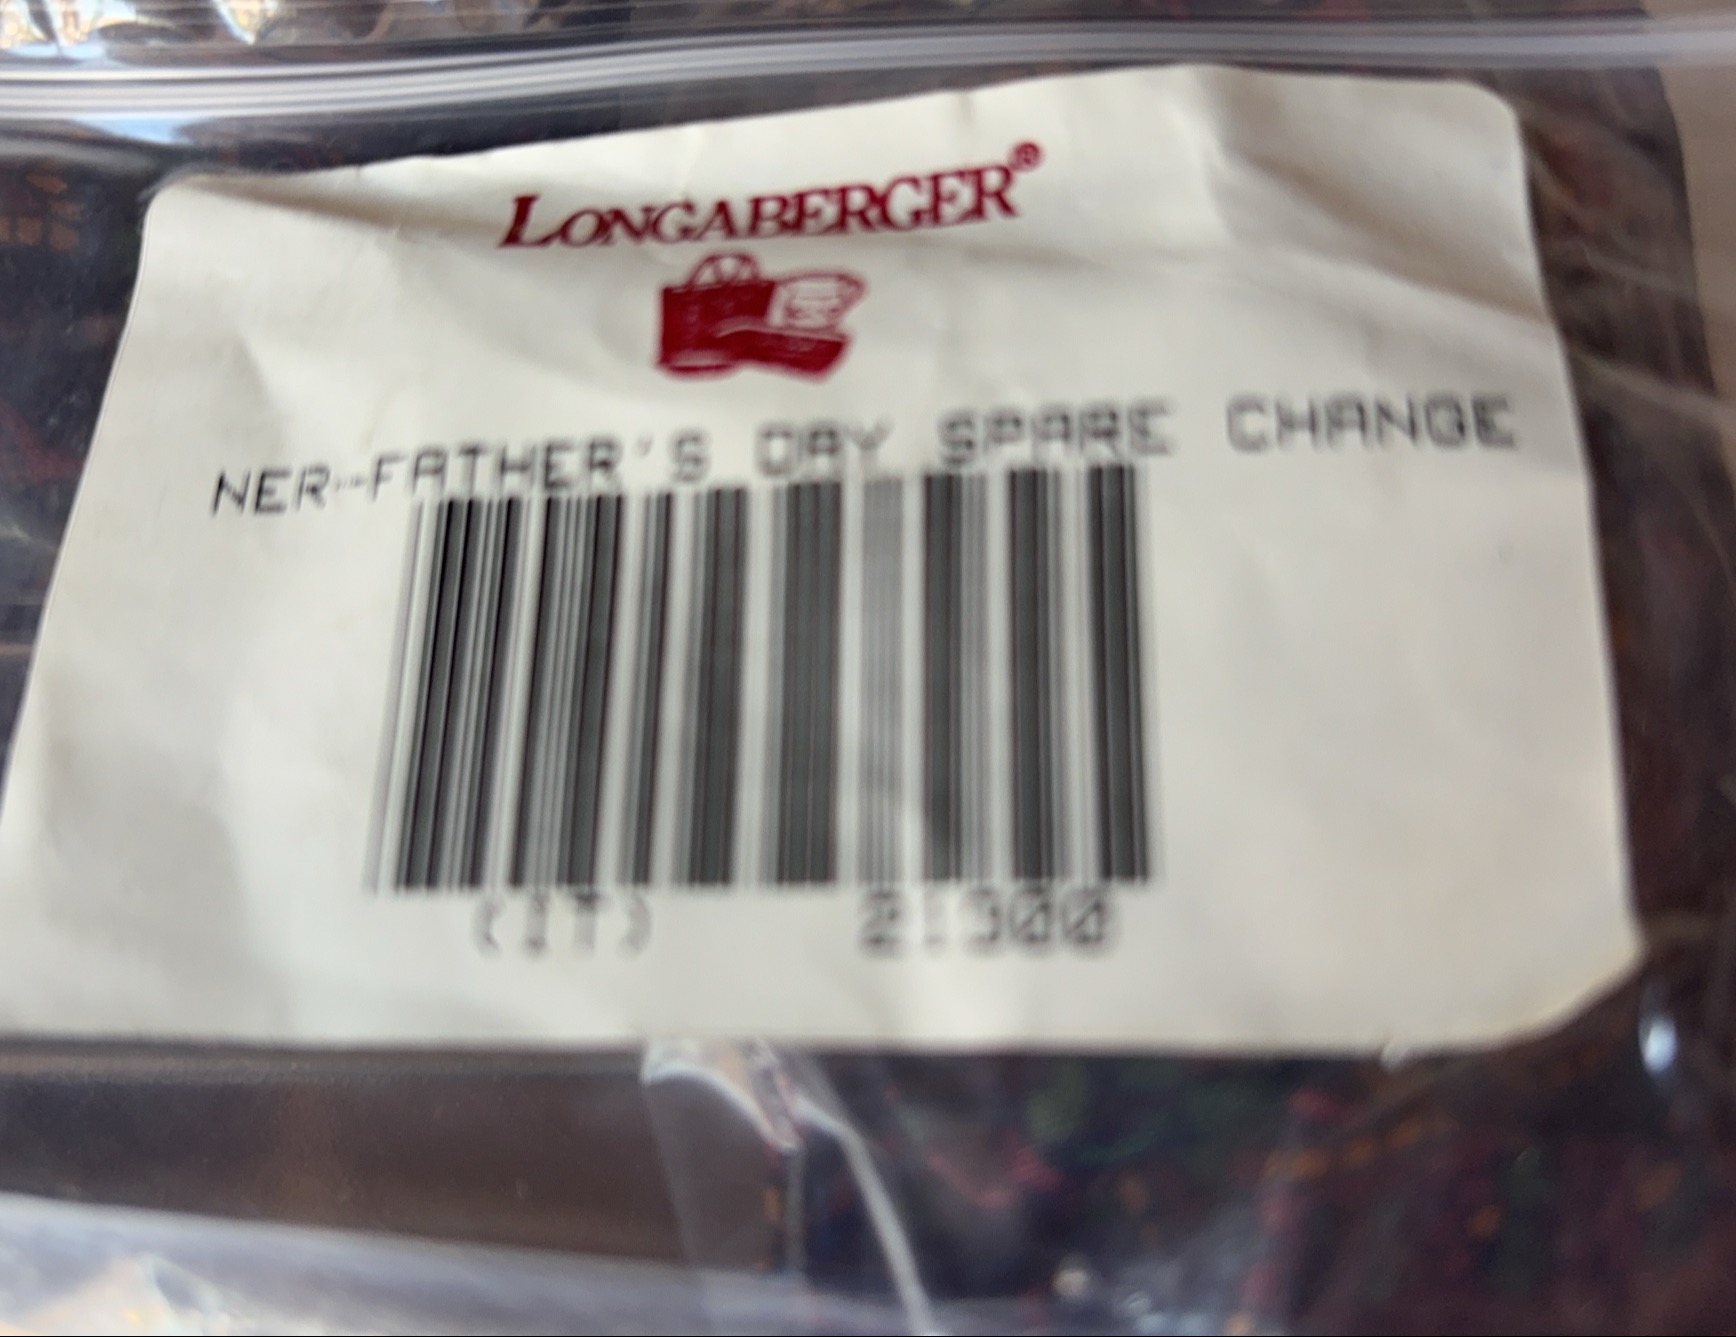 LONGABERGER®
NER--FATHER'S DAY SPARE CHANGE
(IT) 21300